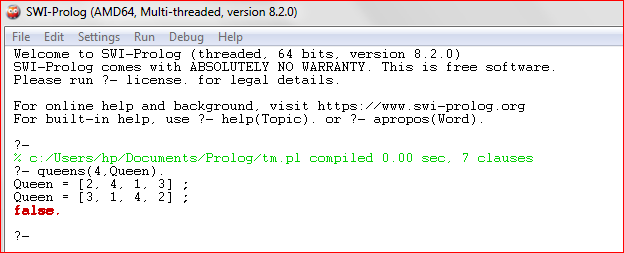 SWI-Prolog (AMD64, Multi-threaded, version 8.2.0)
File Edit Settings Run Debug Help
Welcome to SWI-Prolog (threaded, 64 bits, version 8.2.0)
SWI-Prolog comes with ABSOLUTELY NO WARRANTY. This is free software.
Please run ?- license. for legal details.
For online help and background, visit https://www.swi-prolog.org
For built-in help, use ?- help(Topic). or ?- apropos(Word).
?-
% c:/Users/hp/Documents/Prolog/tm.pl compiled 0.00 sec, 7 clauses
?- queens(4,Queen).
Queen = [2, 4, 1, 3] ;
Queen = [3, 1, 4, 2] ;
false.
?-